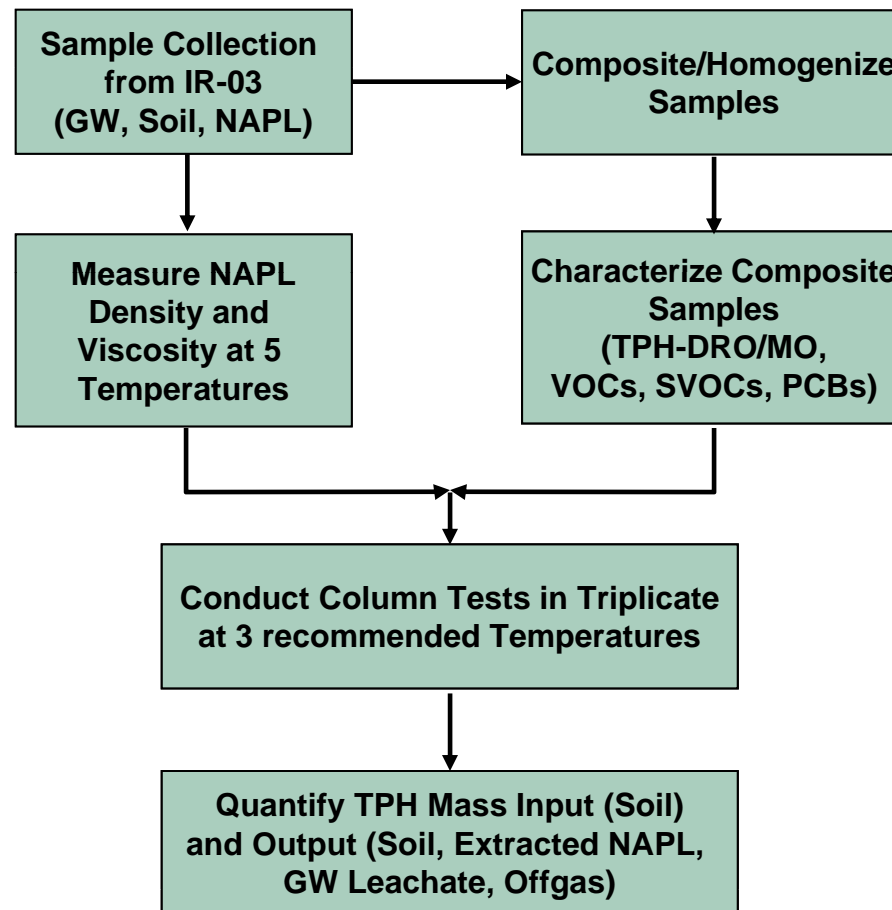 Sample Collection
from IR-03
(GW, Soil, NAPL)
Composite/Homogenize
Samples
Measure NAPL
Density and
Viscosity at 5
Temperatures
Characterize Composite
Samples
(TPH-DRO/MO,
VOCs, SVOCs, PCBs)
Conduct Column Tests in Triplicate
at 3 recommended Temperatures
Quantify TPH Mass Input (Soil)
and Output (Soil, Extracted NAPL,
GW Leachate, Offgas)